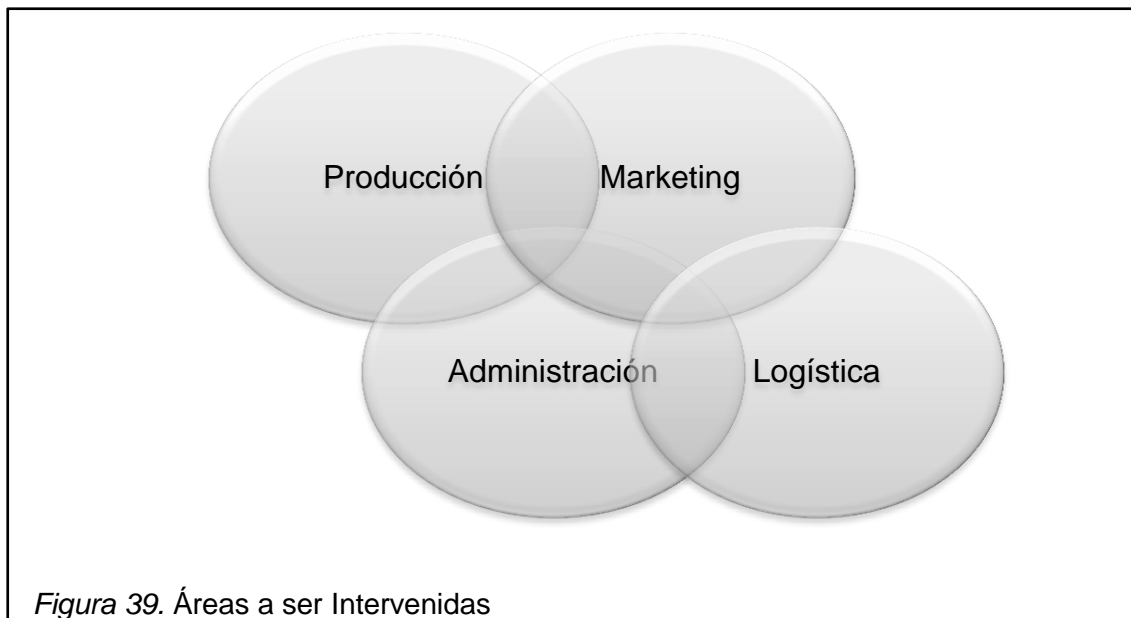 Producción
Marketing
Administración
Logística
Figura 39. Áreas a ser Intervenidas